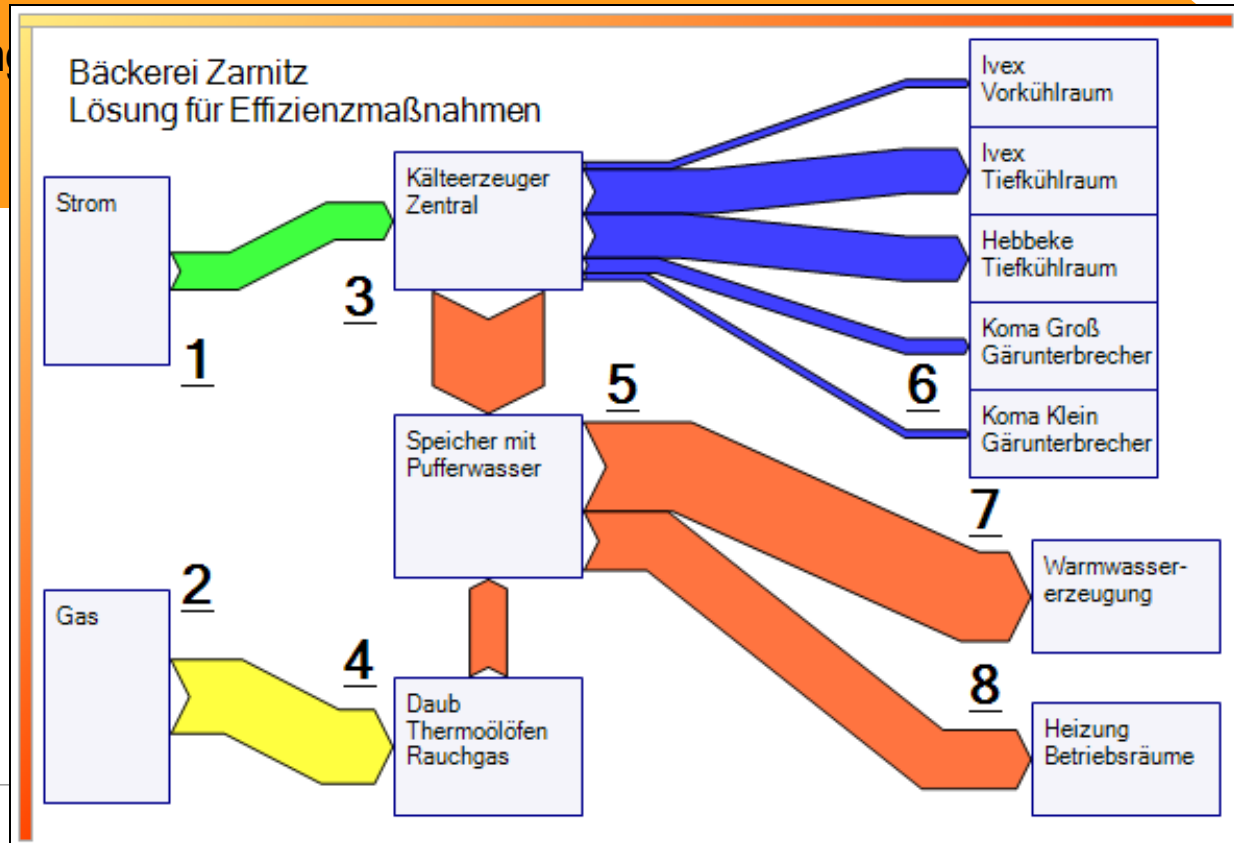 Bäckerei Zarnitz
Lösung für Effizienzmaßnahmen
Strom
Kälteerzeuger
Zentral
Ivex
Vorkühlraum
Ivex
Tiefkühlraum
Hebbeke
Tiefkühlraum
Koma Groß
Gärunterbrecher
Koma Klein
Gärunterbrecher
1
3
5
6
Speicher mit
Pufferwasser
7
Warmwasser-
erzeugung
2
Gas
4
Daub
Thermoölöfen
Rauchgas
8
Heizung
Betriebsräume